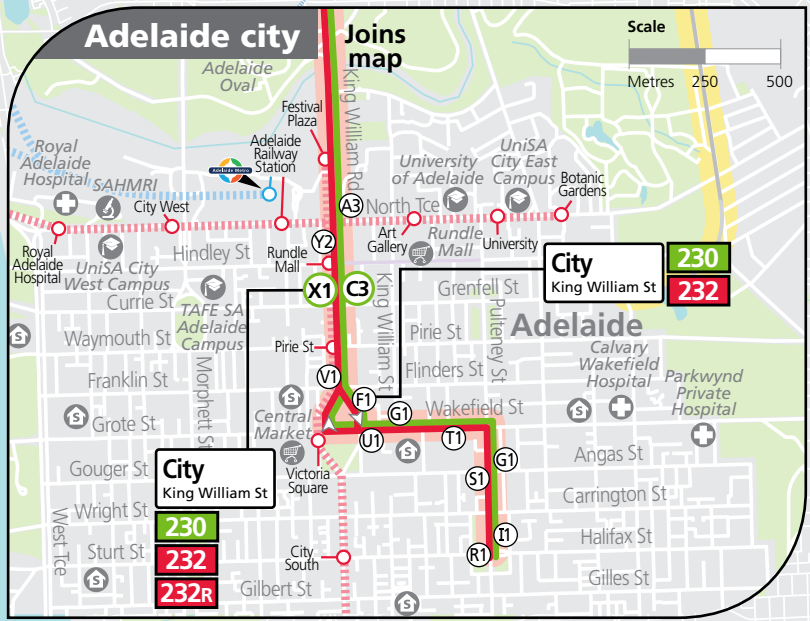 Adelaide city
Joins
map
Scale
Metres 250 500
Adelaide
Oval
King William Rd
Festival
Plaza
Adelaide
Railway
Station
Adelaide Metro
Royal
Adelaide
Hospital
SAHMRI
City West
University
of Adelaide
UniSA
City East
Campus
Botanic
Gardens
A3
North Tce
Art
Gallery
Rundle
Mall
University
Royal
Adelaide
Hospital
UniSA City
West Campus
Hindley St
Y2
Rundle
Mall
City
King William St
230
232
X1
C3
King William St
Grenfell St
Pulteney St
Currie St
TAFE SA
Adelaide
Campus
Waymouth St
Pirie St
Pirie St
Adelaide
Franklin St
Morphett St
Flinders St
Calvary
Wakefield
Hospital
Parkwynd
Private
Hospital
V1
F1
G1
Wakefield St
Grote St
Central
Market
U1
T1
Gouger St
City
King William St
230
232
232R
Victoria
Square
Angas St
G1
S1
Carrington St
Wright St
West Tce
Sturt St
City
South
I1
R1
Halifax St
Gilles St
Gilbert St
S
S
S
S
S
S
S